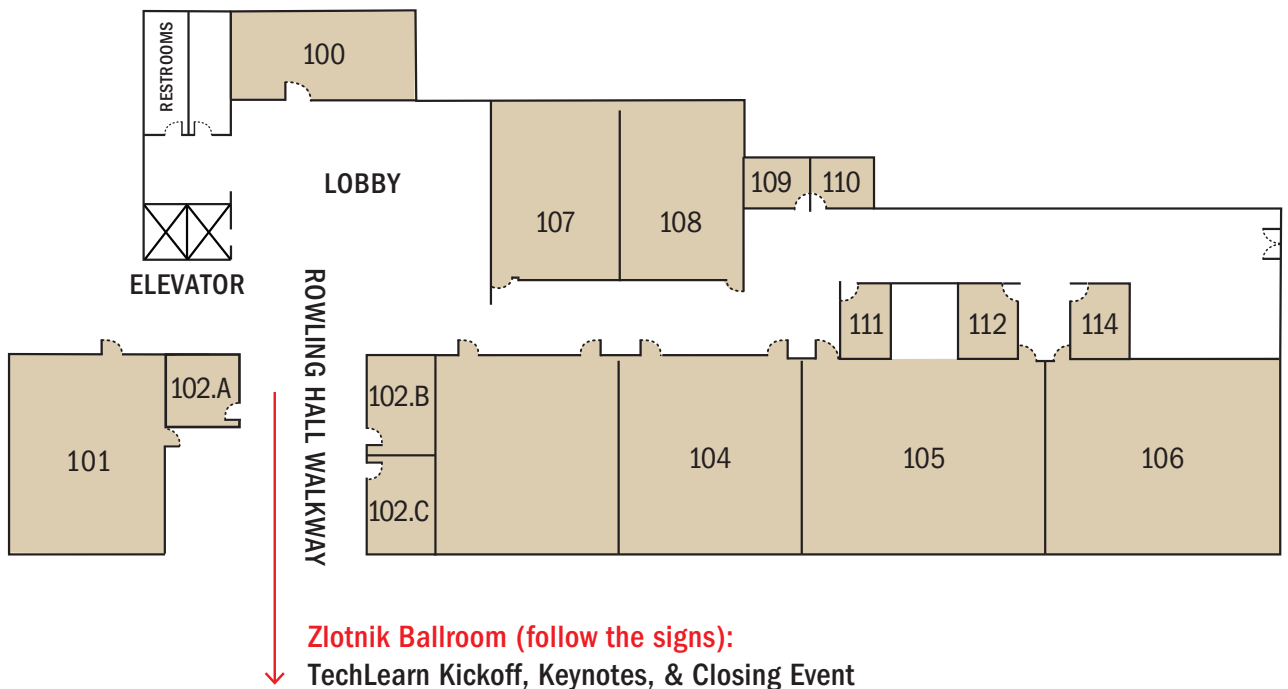 RESTROOMS
100
LOBBY
107
108
109
110
ELEVATOR
ROWLING HALL WALKWAY
111
112
114
101
102.A
102.B
102.C
104
105
106
Zlotnik Ballroom (follow the signs):
TechLearn Kickoff, Keynotes, & Closing Event